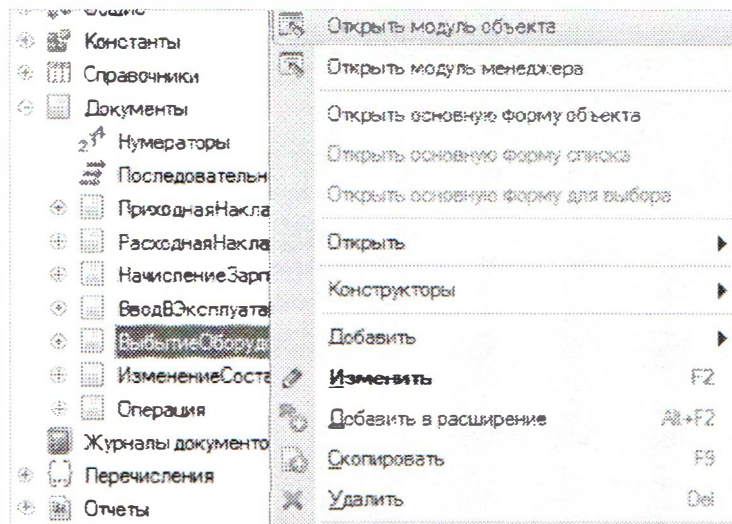 Общие
Константы
Справочники
Документы
Нумераторы
Последовательн
ПриходнаяНакла
РасходнаяНакла
НачислениеЗарп
ВводВЭксплуата
ВыбытиеОборуд
ИзменениеСоста
Операция
Журналы документо
Перечисления
Отчеты
Открыть модуль объекта
Открыть модуль менеджера
Открыть основную форму объекта
Открыть основную форму списка
Открыть основную форму для выбора
Открыть
Конструкторы
Добавить
Изменить F2
Добавить в расширение Alt+F2
Скопировать F9
Удалить Del